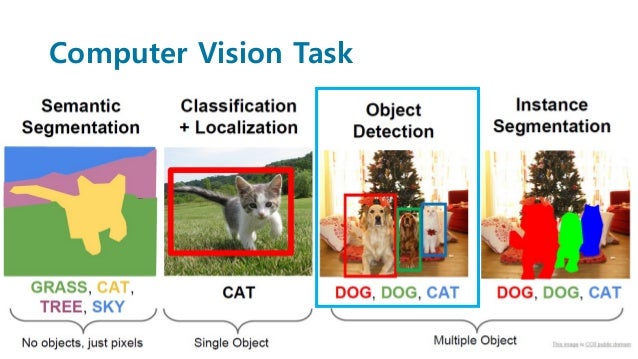 Computer Vision Task
Semantic
Segmentation
Classification
+ Localization
Object
Detection
Instance
Segmentation
GRASS, CAT,
TREE, SKY
CAT
DOG, DOG, CAT
DOG, DOG, CAT
No objects, just pixels
Single Object
Multiple Object
This image is CC0 public domain